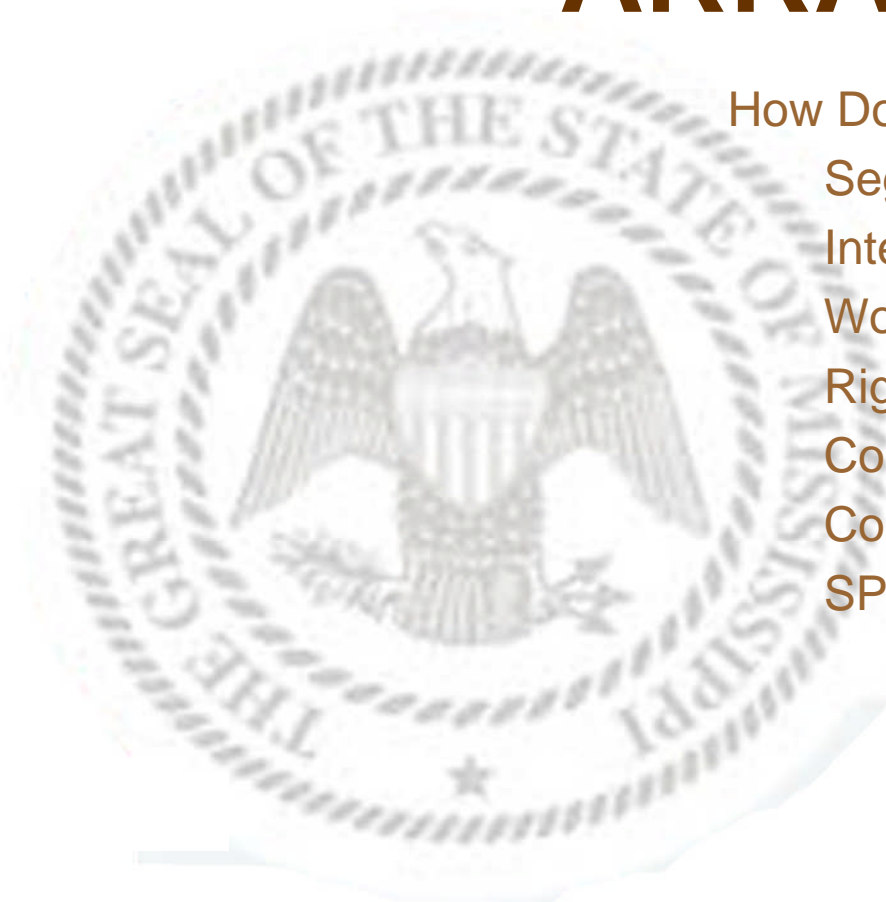 How Do
Seg
Inte
Wo
Rig
Co
Co
SP
THE GREAT SEAL OF THE STATE OF MISSISSIPPI